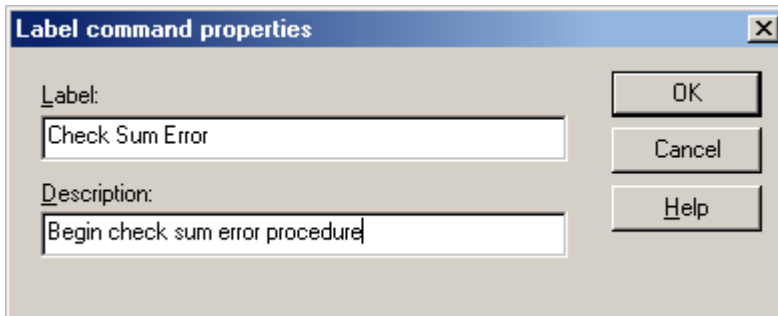 Label command properties
Label:
Check Sum Error
Description:
Begin check sum error procedure
OK
Cancel
Help